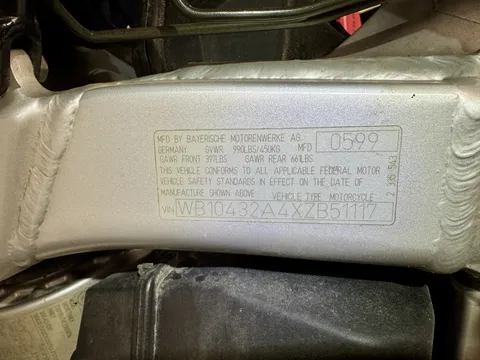 MFD BY BAYERISCHE MOTORENWERKE AG.
GERMANY GVWR 990LBS/450KG MFD 0599
GAWR FRONT 397LBS GAWR REAR 661LBS.
THIS VEHICLE CONFORMS TO ALL APPLICABLE FEDERAL MOTOR
VEHICLE SAFETY STANDARDS IN EFFECT ON DATE OF
MANUFACTURE SHOWN ABOVE. VEHICLE TYPE MOTORCYCLE
VIN: WB10432A4XZB51117